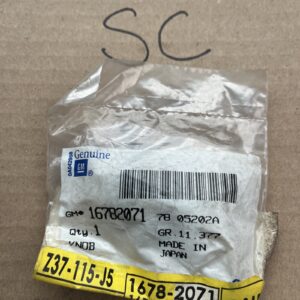 SC
Genuine
GM
GM# 16782071 78 05202A
Qty.1 GR.11.377
KNOB MADE IN
JAPAN
Z37-115-J5 1678-2071